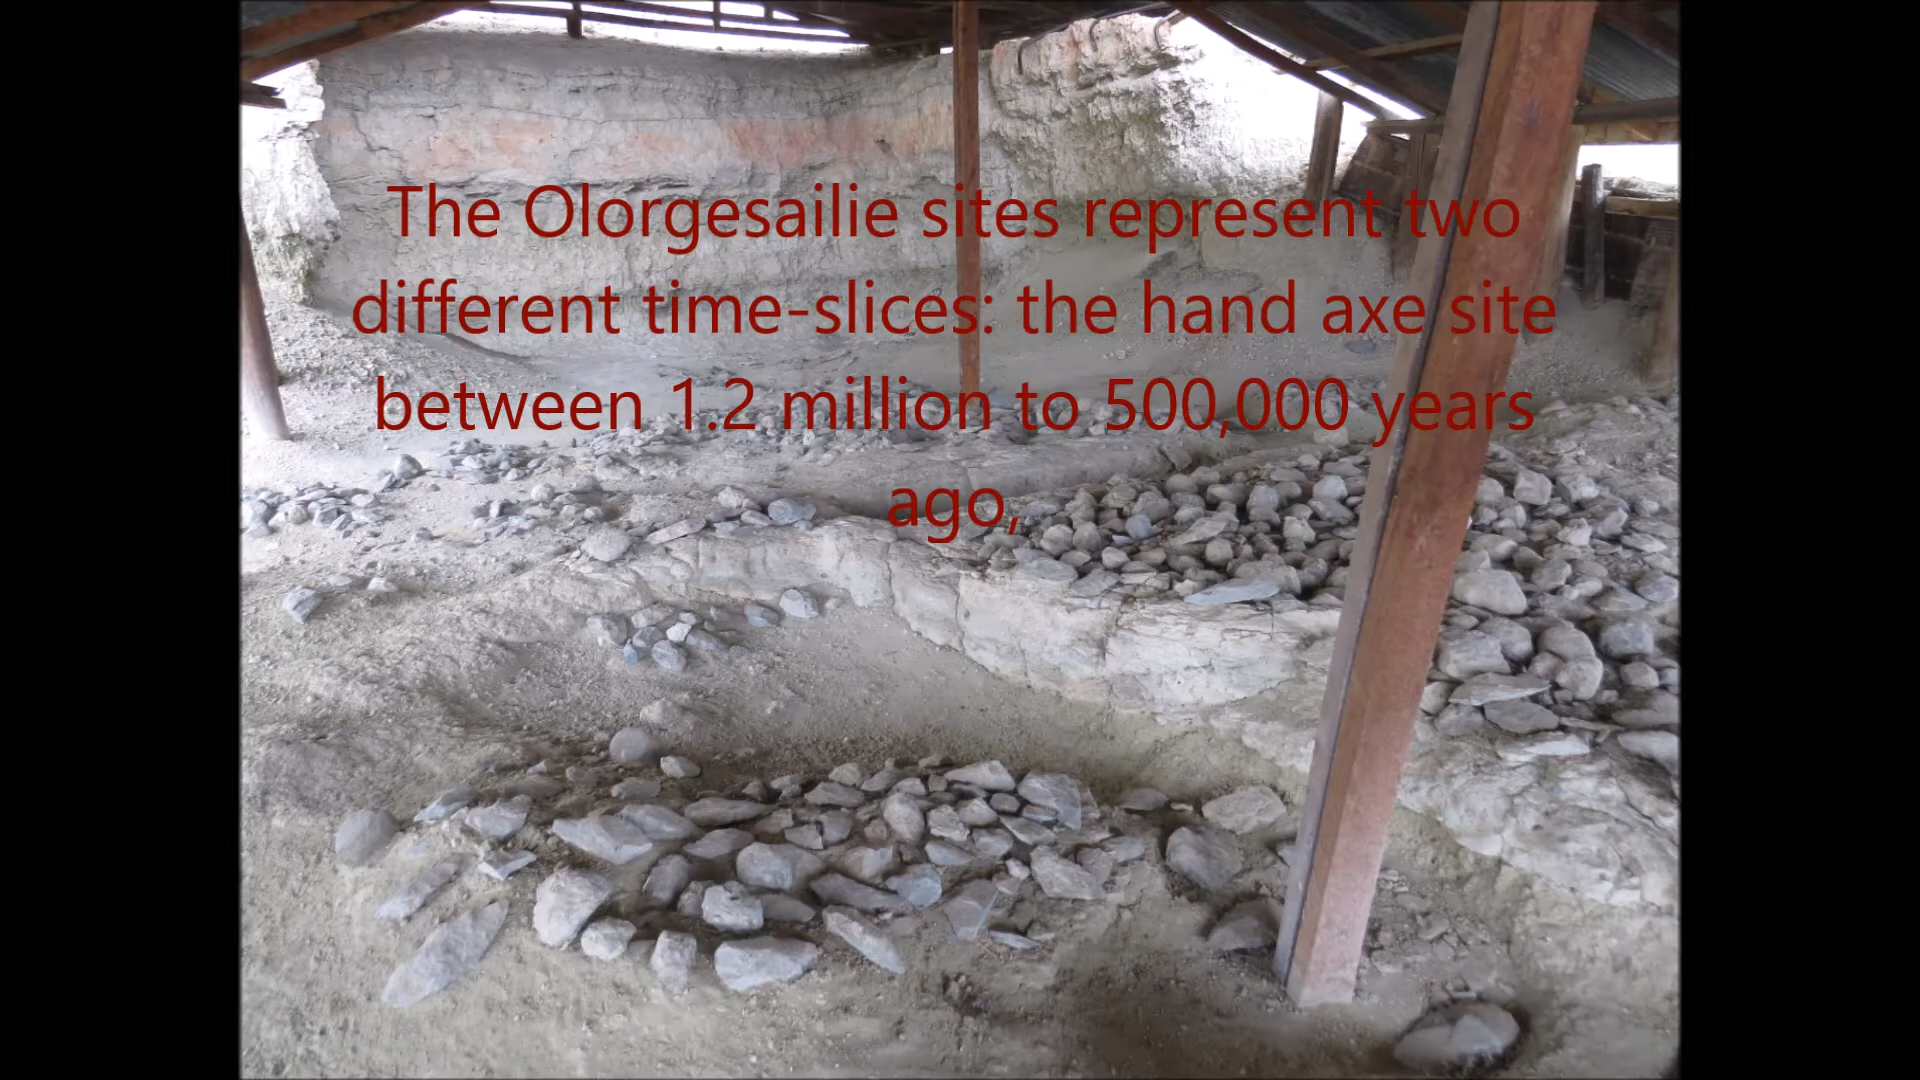 The Olorgesailie sites represent two
different time-slices: the hand axe site
between 1.2 million to 500,000 years
ago,